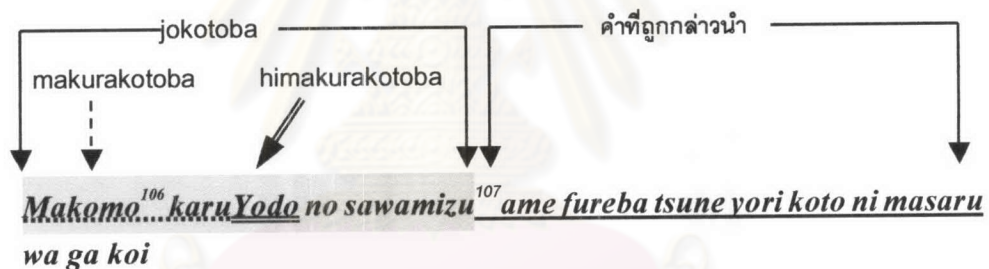 jokotoba คำที่ถูกกล่าวนำ
makurakotoba himakurakotoba
Makomo106 karu Yodo no sawamizu107 ame fureba tsune yori koto ni masaru
wa ga koi